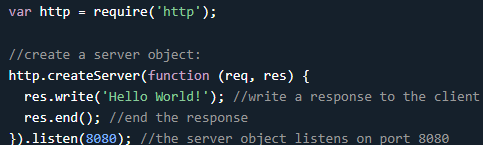 var http = require('http');

//create a server object:
http.createServer(function (req, res) {
  res.write('Hello World!'); //write a response to the client
  res.end(); //end the response
}).listen(8080); //the server object listens on port 8080